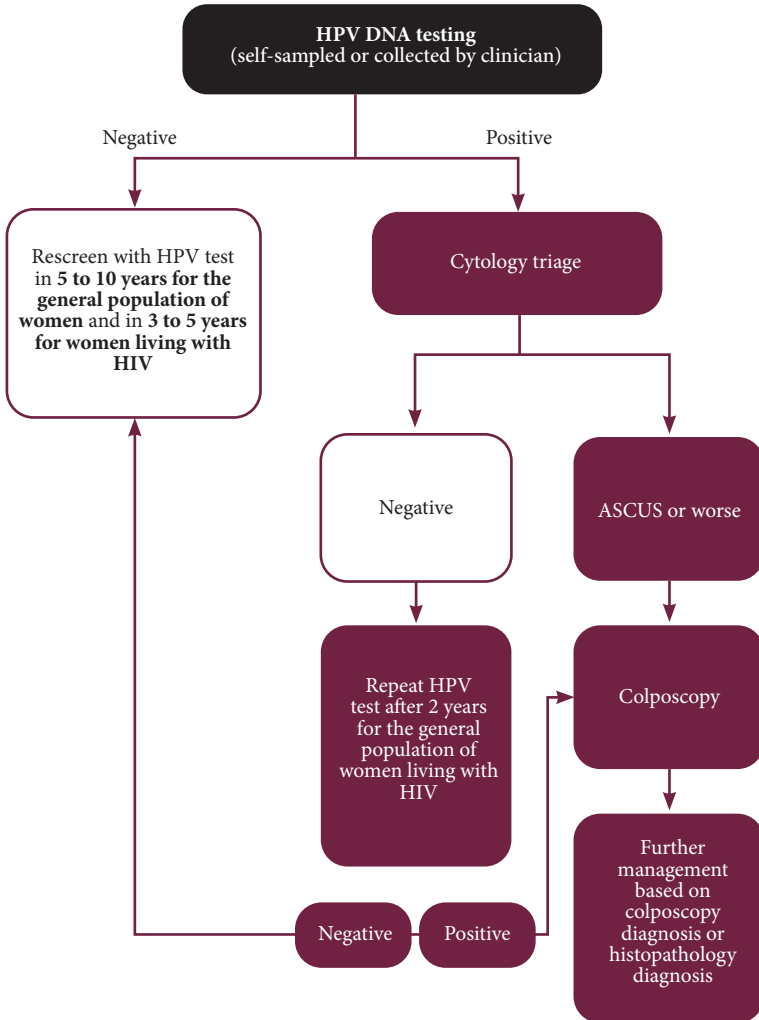 HPV DNA testing
(self-sampled or collected by clinician)
Negative
Positive
Rescreen with HPV test
in 5 to 10 years for the
general population of
women and in 3 to 5 years
for women living with
HIV
Cytology triage
Negative
ASCUS or worse
Repeat HPV
test after 2 years
for the general
population of
women living with
HIV
Colposcopy
Negative
Positive
Further
management
based on
colposcopy
diagnosis or
histopathology
diagnosis